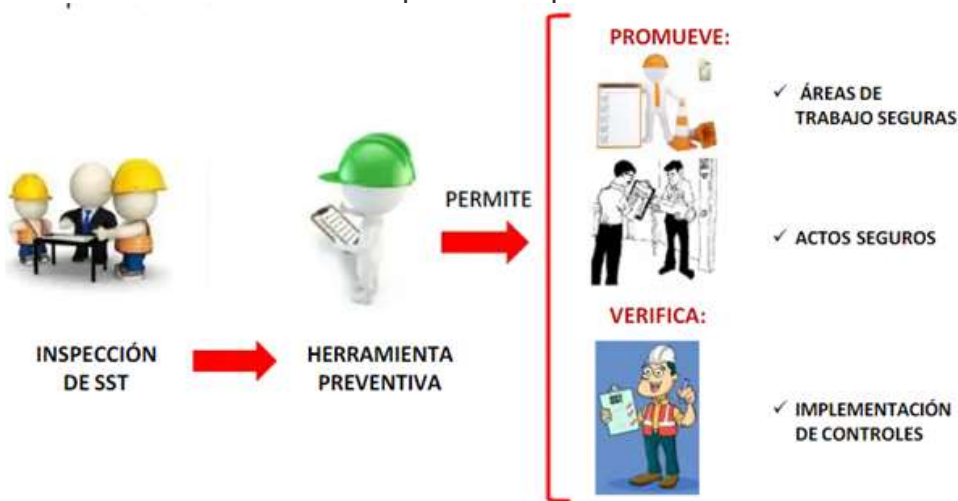 PROMUEVE:
✓ ÁREAS DE
TRABAJO SEGURAS
PERMITE
✓ ACTOS SEGUROS
VERIFICA:
INSPECCIÓN
DE SST
HERRAMIENTA
PREVENTIVA
✓ IMPLEMENTACIÓN
DE CONTROLES